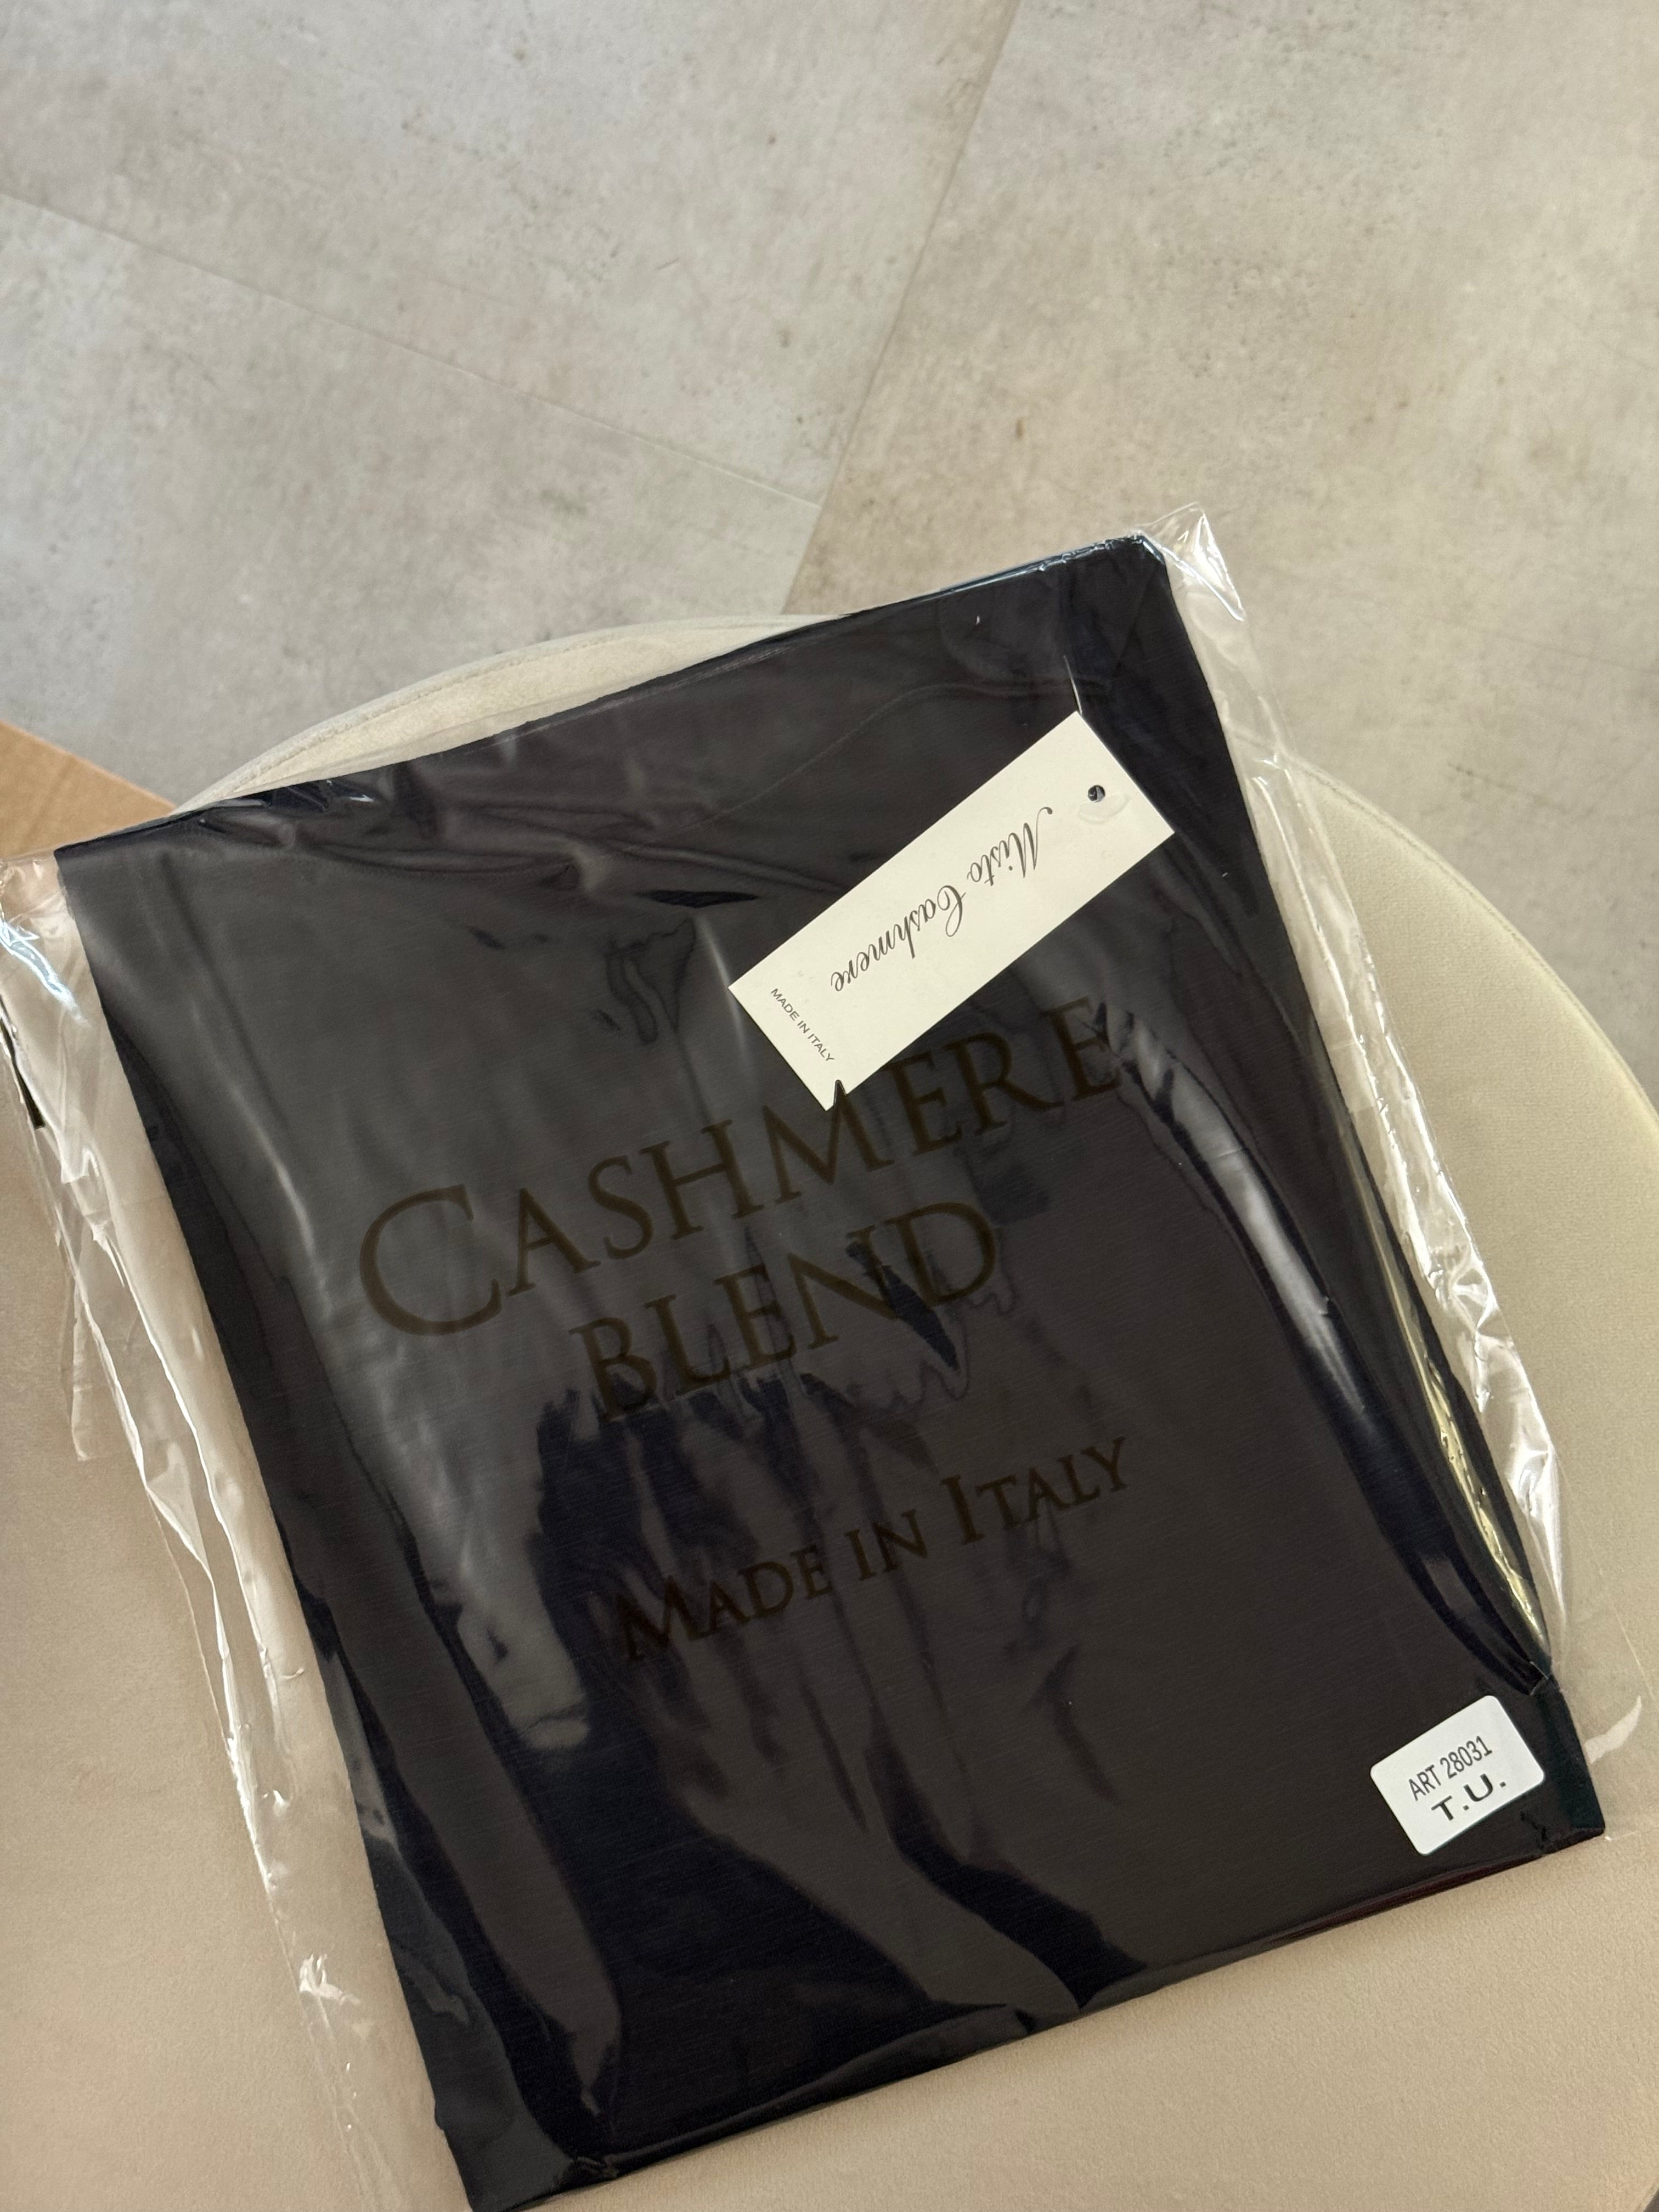 Misto Cashmere
MADE IN ITALY
CASHMERE
BLEND
MADE IN ITALY
ART 28031
T.U.